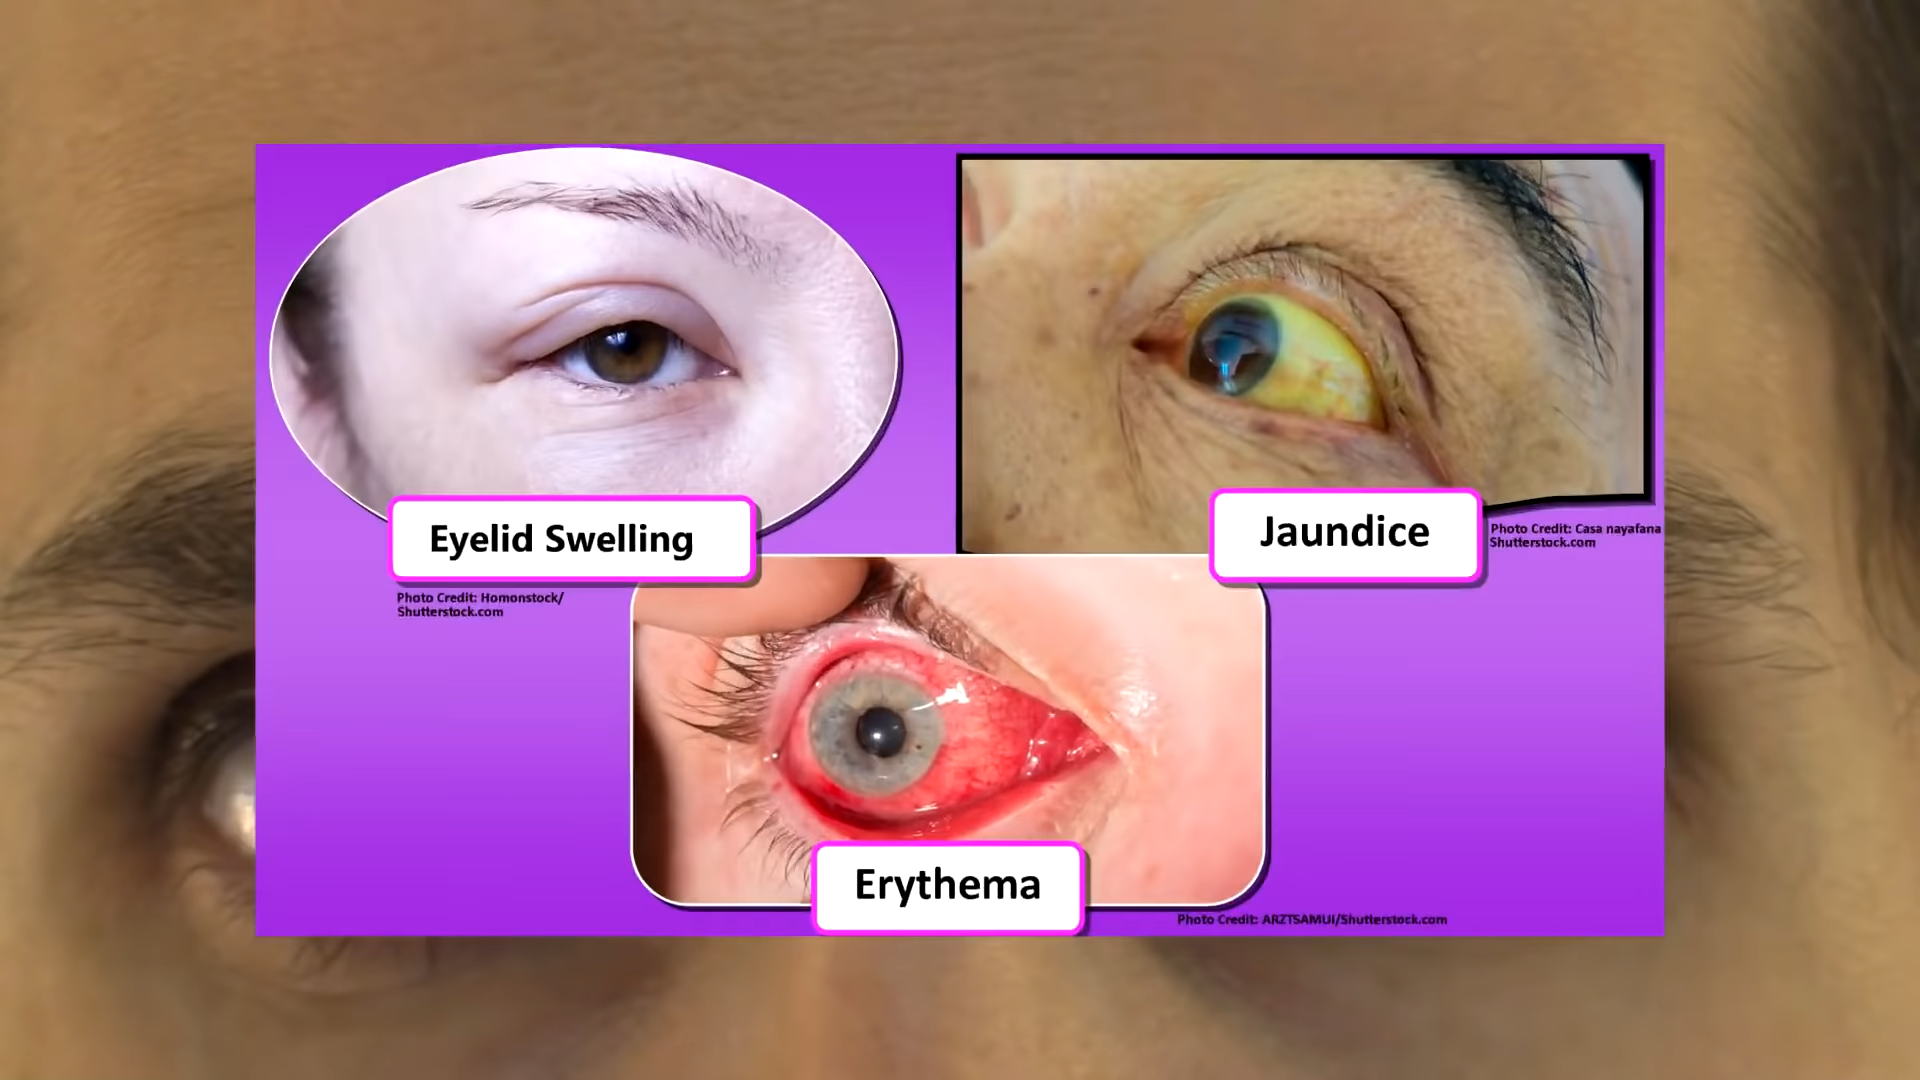 Eyelid Swelling
Photo Credit: Homonstock/
Shutterstock.com
Jaundice
Photo Credit: Casa nayafana
Shutterstock.com
Erythema
Photo Credit: ARZTSAMUI/Shutterstock.com